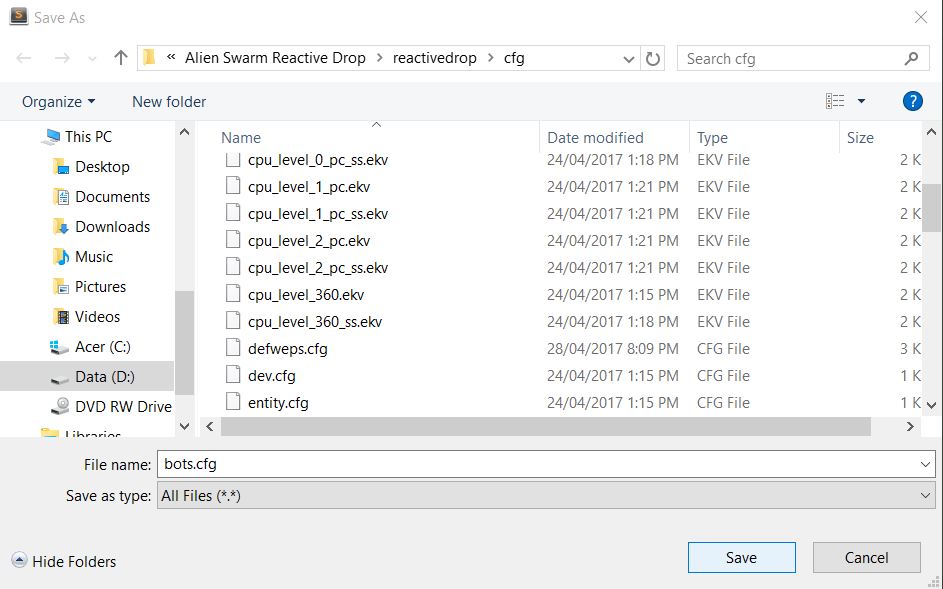 S Save As
« Alien Swarm Reactive Drop > reactivedrop > cfg Search cfg
Organize New folder ?
This PC
Desktop
Documents
Downloads
Music
Pictures
Videos
Acer (C:)
Data (D:)
DVD RW Drive
Libraries
Name Date modified Type Size
cpu_level_0_pc_ss.ekv 24/04/2017 1:18 PM EKV File 2 K
cpu_level_1_pc.ekv 24/04/2017 1:21 PM EKV File 2 K
cpu_level_1_pc_ss.ekv 24/04/2017 1:21 PM EKV File 2 K
cpu_level_2_pc.ekv 24/04/2017 1:21 PM EKV File 2 K
cpu_level_2_pc_ss.ekv 24/04/2017 1:21 PM EKV File 2 K
cpu_level_360.ekv 24/04/2017 1:15 PM EKV File 2 K
cpu_level_360_ss.ekv 24/04/2017 1:18 PM EKV File 2 K
defweps.cfg 28/04/2017 8:09 PM CFG File 3 K
dev.cfg 24/04/2017 1:15 PM CFG File 1 K
entity.cfg 24/04/2017 1:15 PM CFG File 1 K
File name: bots.cfg
Save as type: All Files (*.*)
Hide Folders Save Cancel